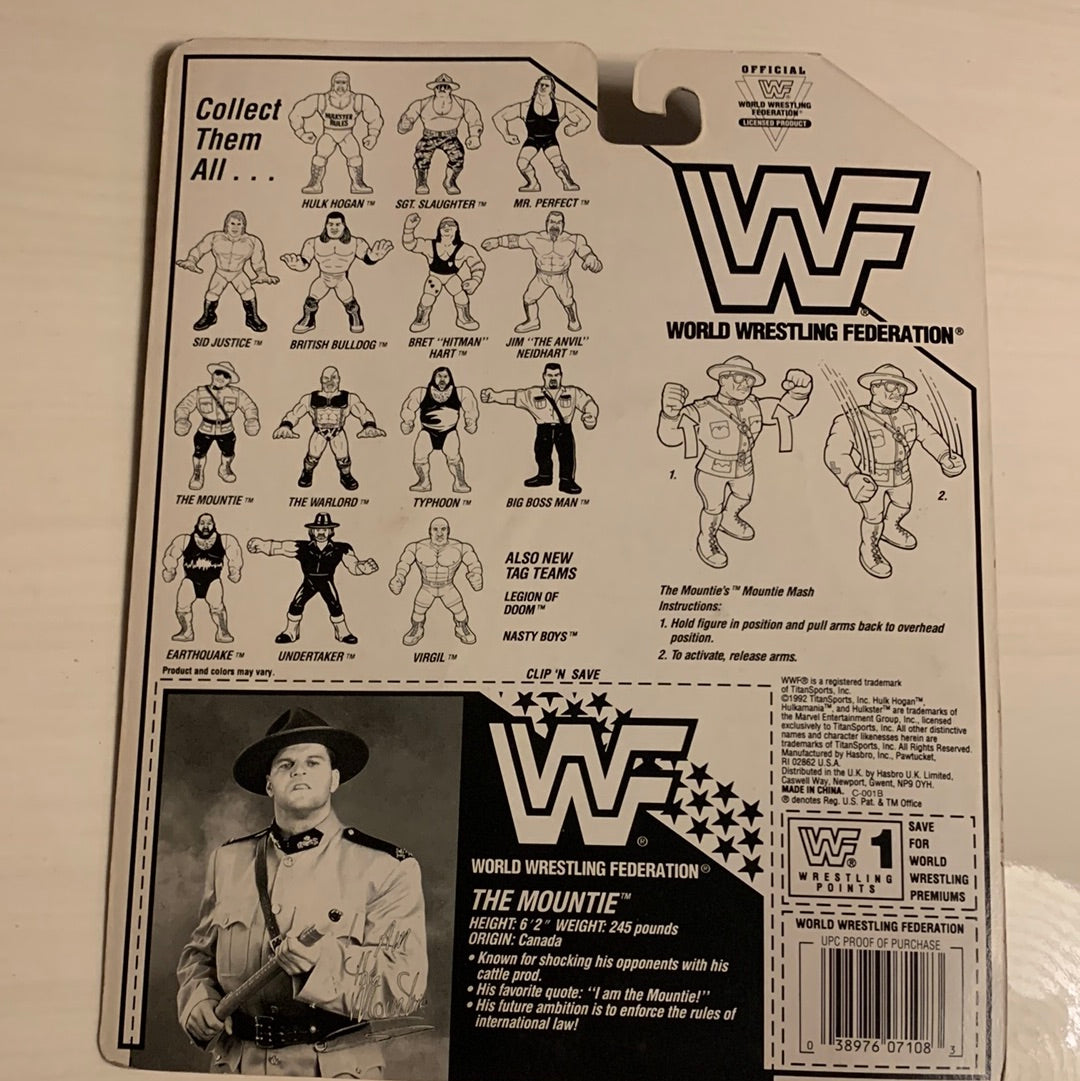 Collect
Them
All . . .
HULKSTER
RULES
HULK HOGAN™
SGT. SLAUGHTER™
MR. PERFECT™
SID JUSTICE™
BRITISH BULLDOG™
BRET "HITMAN"
HART™
JIM "THE ANVIL"
NEIDHART™
THE MOUNTIE™
THE WARLORD™
TYPHOON™
BIG BOSS MAN™
EARTHQUAKE™
UNDERTAKER™
VIRGIL™
ALSO NEW
TAG TEAMS
LEGION OF
DOOM™
NASTY BOYS™
Product and colors may vary.
OFFICIAL
WF
WORLD WRESTLING
FEDERATION®
LICENSED PRODUCT
WF®
WORLD WRESTLING FEDERATION®
1.
2.
The Mountie's™ Mountie Mash
Instructions:
1. Hold figure in position and pull arms back to overhead
position.
2. To activate, release arms.
CLIP 'N SAVE
WF®
WORLD WRESTLING FEDERATION®
THE MOUNTIE™
HEIGHT: 6'2" WEIGHT: 245 pounds
ORIGIN: Canada
• Known for shocking his opponents with his
cattle prod.
• His favorite quote: "I am the Mountie!"
• His future ambition is to enforce the rules of
international law!
WWF® is a registered trademark
of TitanSports, Inc.
©1992 TitanSports, Inc. Hulk Hogan™,
Hulkamania™, and Hulkster™ are trademarks of
the Marvel Entertainment Group, Inc., licensed
exclusively to TitanSports, Inc. All other distinctive
names and character likenesses herein are
trademarks of TitanSports, Inc. All Rights Reserved.
Manufactured by Hasbro, Inc., Pawtucket,
RI 02862 U.S.A.
Distributed in the U.K. by Hasbro U.K. Limited,
Caswell Way, Newport, Gwent, NP9 0YH.
MADE IN CHINA. C-001B
® denotes Reg. U.S. Pat. & TM Office
WF® 1
WRESTLING
POINTS
SAVE
FOR
WORLD
WRESTLING
PREMIUMS
WORLD WRESTLING FEDERATION
UPC PROOF OF PURCHASE
0 38976 07108 3